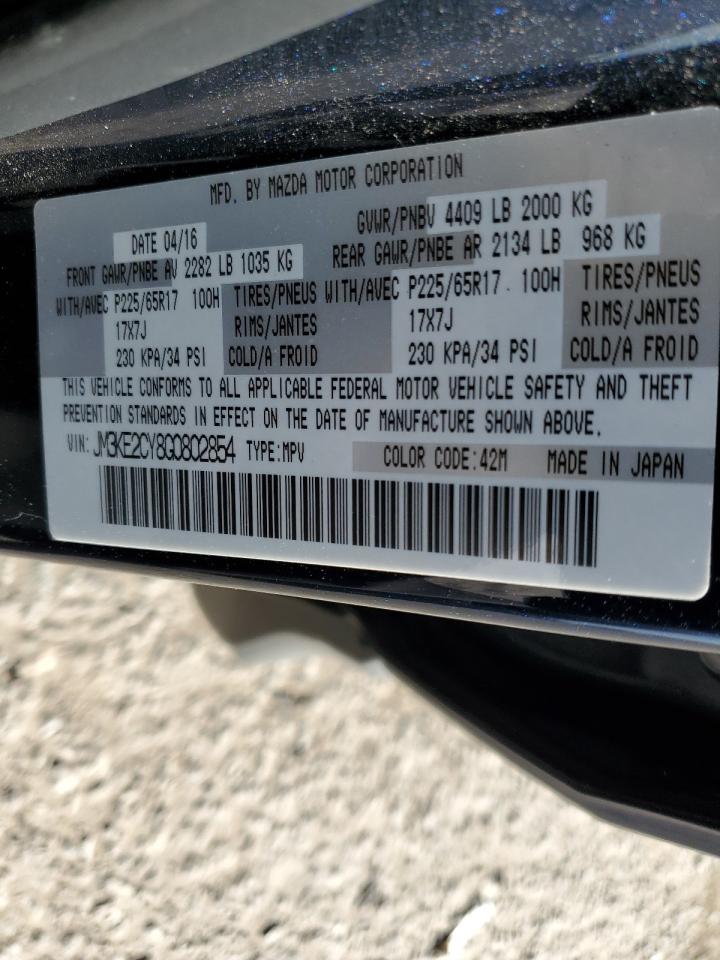 MFD. BY MAZDA MOTOR CORPORATION
DATE 04/16 GVWR/PNBV 4409 LB 2000 KG
FRONT GAWR/PNBE AV 2282 LB 1035 KG REAR GAWR/PNBE AR 2134 LB 968 KG
WITH/AVEC P225/65R17 100H TIRES/PNEUS WITH/AVEC P225/65R17 100H TIRES/PNEUS
17X7J RIMS/JANTES 17X7J RIMS/JANTES
230 KPA/34 PSI COLD/A FROID 230 KPA/34 PSI COLD/A FROID
THIS VEHICLE CONFORMS TO ALL APPLICABLE FEDERAL MOTOR VEHICLE SAFETY AND THEFT
PREVENTION STANDARDS IN EFFECT ON THE DATE OF MANUFACTURE SHOWN ABOVE.
VIN: JM3KE2CY8G0802854 TYPE:MPV COLOR CODE:42M MADE IN JAPAN